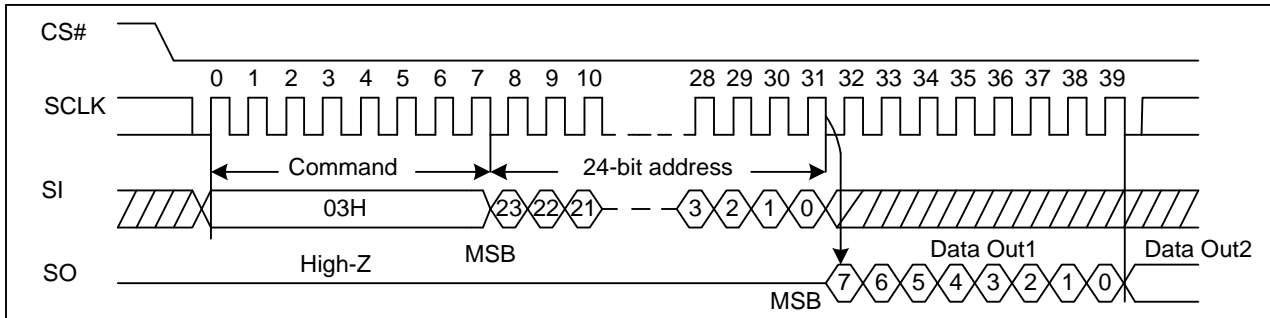 CS#
0 1 2 3 4 5 6 7 8 9 10 28 29 30 31 32 33 34 35 36 37 38 39
SCLK
Command 24-bit address
SI
03H 23 22 21 3 2 1 0
High-Z MSB Data Out1 Data Out2
SO
MSB 7 6 5 4 3 2 1 0